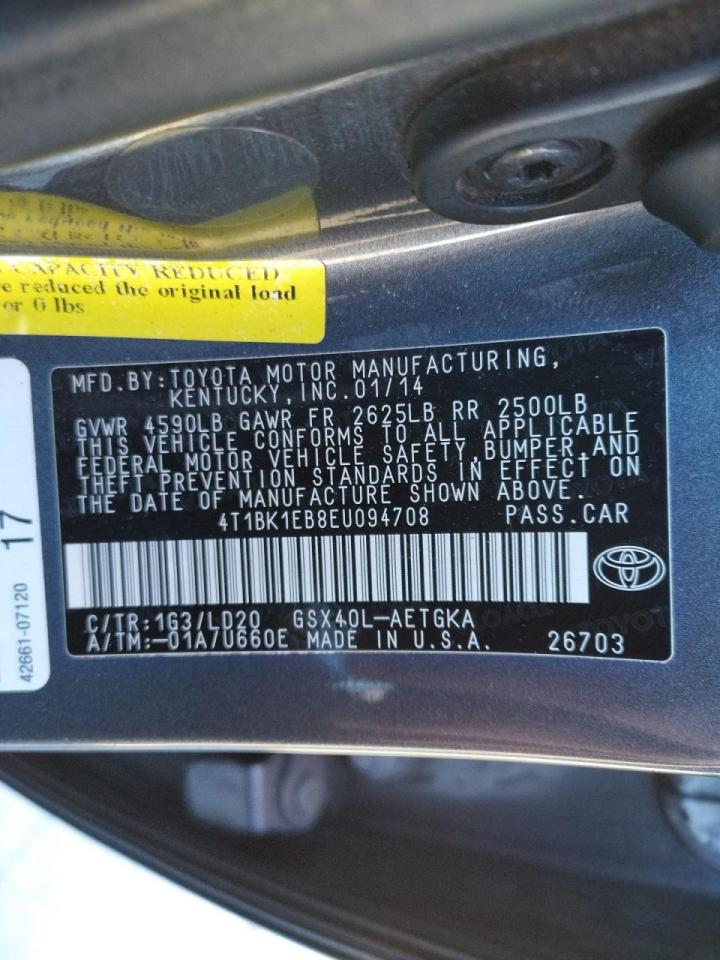 CAPACITY REDUCED
reduced the original load
or 0 lbs
MFD.BY:TOYOTA MOTOR MANUFACTURING,
KENTUCKY,INC.01/14
GVWR 4590LB GAWR FR 2625LB RR 2500LB
THIS VEHICLE CONFORMS TO ALL APPLICABLE
FEDERAL MOTOR VEHICLE SAFETY,BUMPER,AND
THEFT PREVENTION STANDARDS IN EFFECT ON
THE DATE OF MANUFACTURE SHOWN ABOVE.
4T1BK1EB8EU094708 PASS.CAR
C/TR:1G3/LD20 GSX40L-AETGKA
A/TM:-01A/U660E MADE IN U.S.A. 26703
17
42661-07120